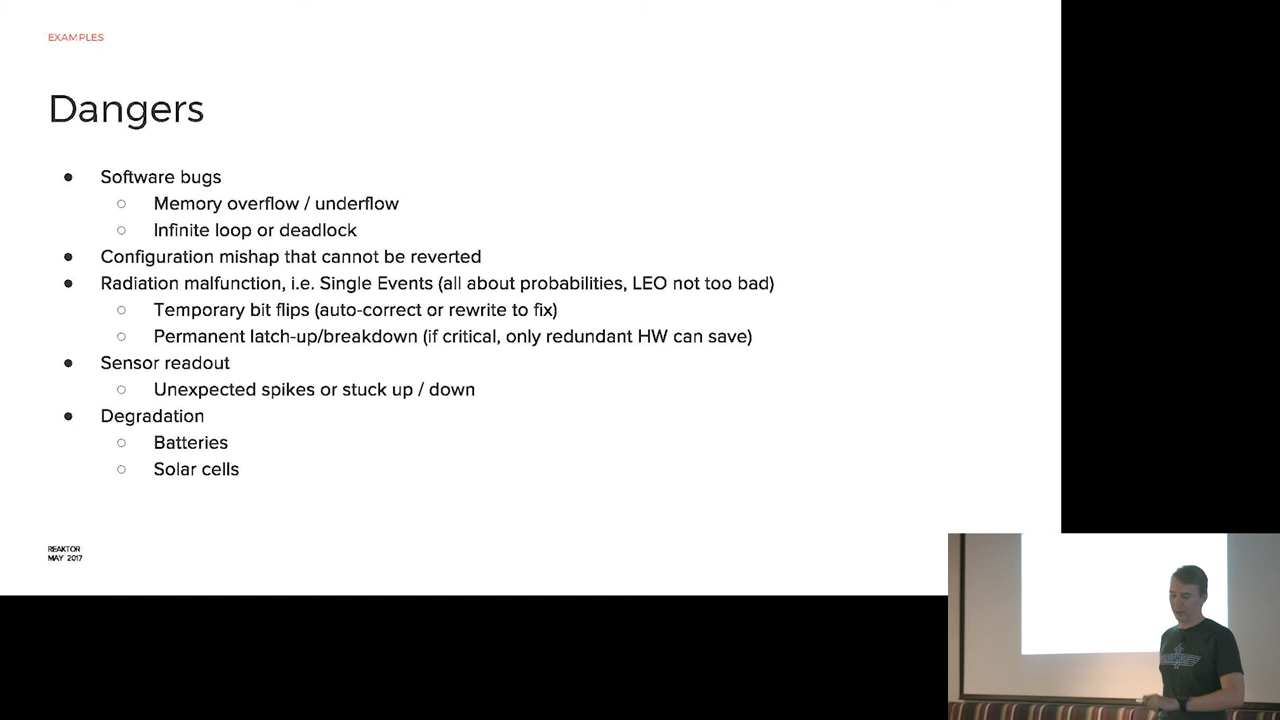 EXAMPLES
Dangers
● Software bugs
○ Memory overflow / underflow
○ Infinite loop or deadlock
● Configuration mishap that cannot be reverted
● Radiation malfunction, i.e. Single Events (all about probabilities, LEO not too bad)
○ Temporary bit flips (auto-correct or rewrite to fix)
○ Permanent latch-up/breakdown (if critical, only redundant HW can save)
● Sensor readout
○ Unexpected spikes or stuck up / down
● Degradation
○ Batteries
○ Solar cells
REAKTOR
MAY 2017